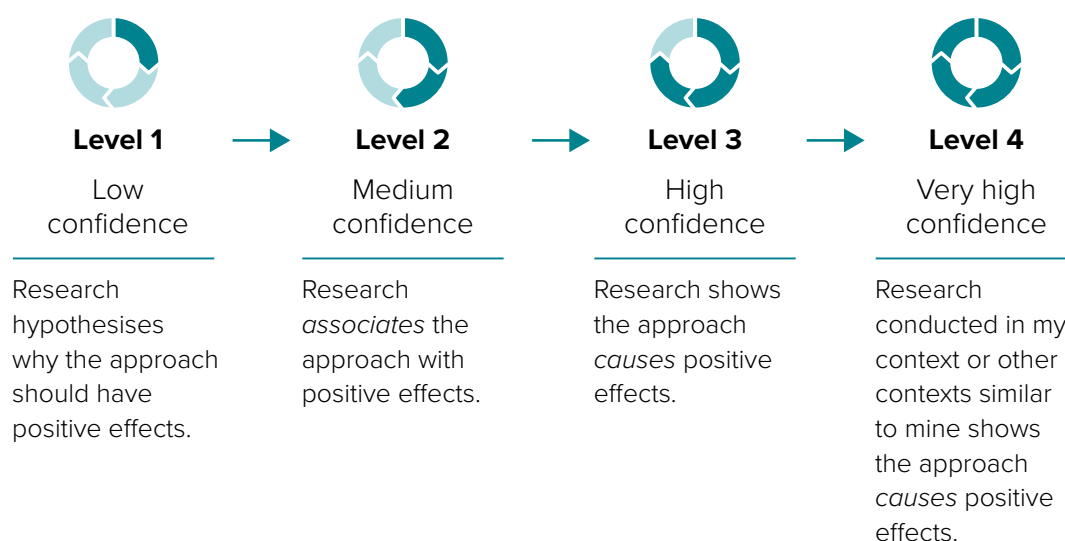 Level 1
Low
confidence
Research
hypothesises
why the approach
should have
positive effects.
Level 2
Medium
confidence
Research
associates the
approach with
positive effects.
Level 3
High
confidence
Research shows
the approach
causes positive
effects.
Level 4
Very high
confidence
Research
conducted in my
context or other
contexts similar
to mine shows
the approach
causes positive
effects.